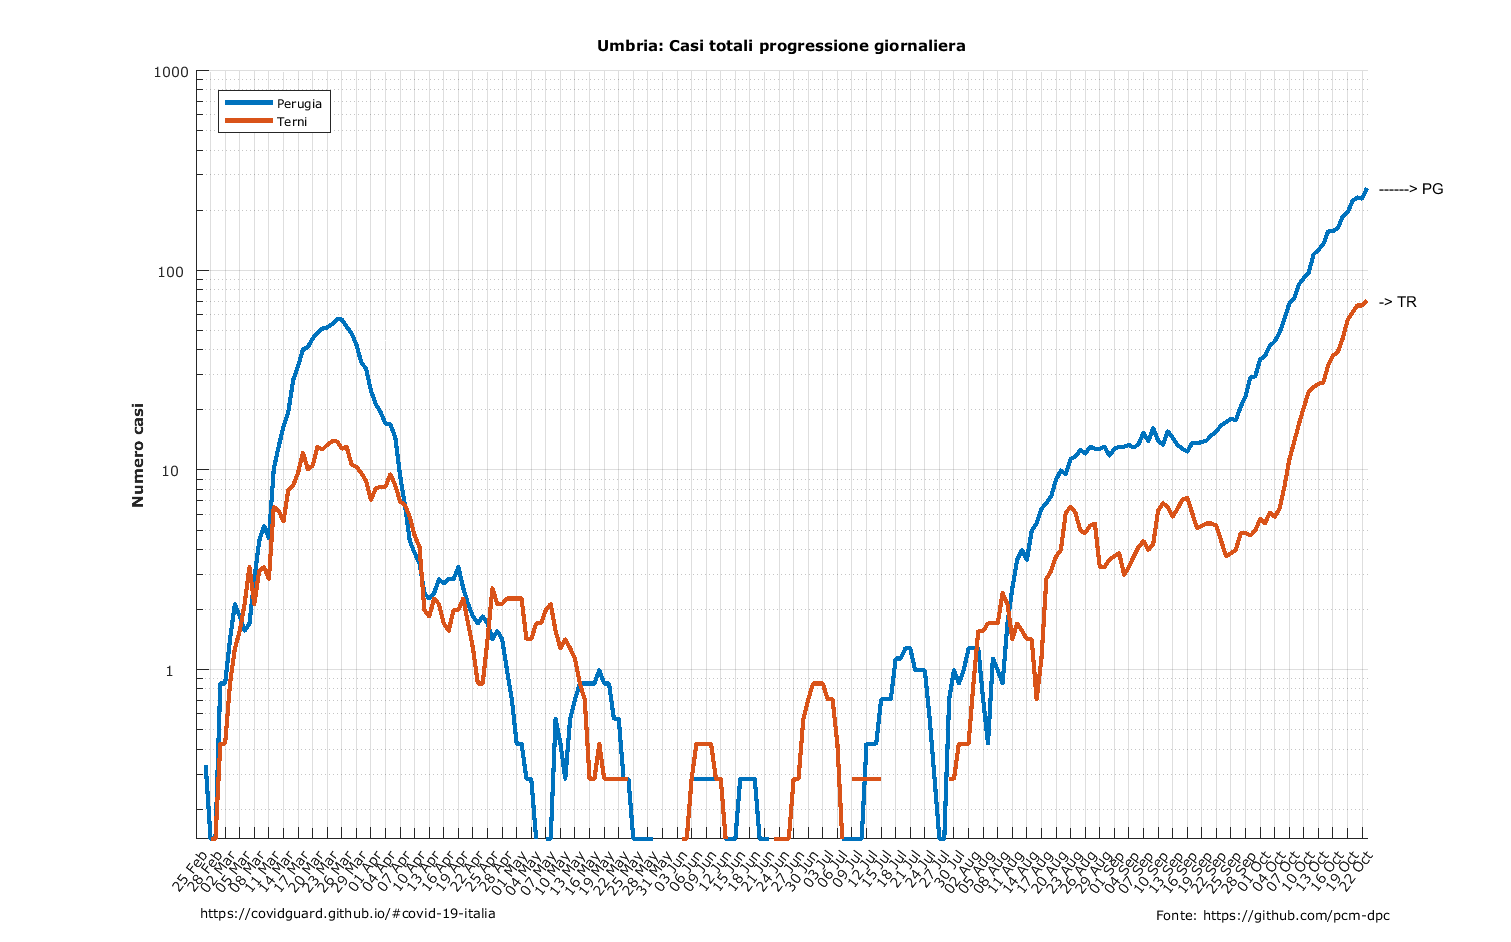 Umbria: Casi totali progressione giornaliera
1000
Perugia
Terni
------> PG
100
-> TR
Numero casi
10
1
25 Feb
28 Feb
02 Mar
05 Mar
08 Mar
11 Mar
14 Mar
17 Mar
20 Mar
23 Mar
26 Mar
29 Mar
01 Apr
04 Apr
07 Apr
10 Apr
13 Apr
16 Apr
19 Apr
22 Apr
25 Apr
28 Apr
01 May
04 May
07 May
10 May
13 May
16 May
19 May
22 May
25 May
28 May
31 May
03 Jun
06 Jun
09 Jun
12 Jun
15 Jun
18 Jun
21 Jun
24 Jun
27 Jun
30 Jun
03 Jul
06 Jul
09 Jul
12 Jul
15 Jul
18 Jul
21 Jul
24 Jul
27 Jul
30 Jul
02 Aug
05 Aug
08 Aug
11 Aug
14 Aug
17 Aug
20 Aug
23 Aug
26 Aug
29 Aug
01 Sep
04 Sep
07 Sep
10 Sep
13 Sep
16 Sep
19 Sep
22 Sep
25 Sep
28 Sep
01 Oct
04 Oct
07 Oct
10 Oct
13 Oct
16 Oct
19 Oct
22 Oct
https://covidguard.github.io/#covid-19-italia
Fonte: https://github.com/pcm-dpc